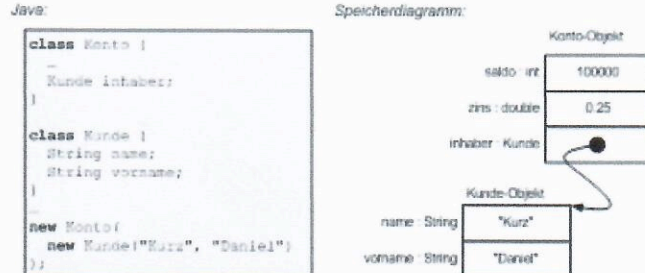 Java:
class Konto {
…
Kunde inhaber;
}
class Kunde {
String name;
String vorname;
}
…
new Konto(
new Kunde("Kurz", "Daniel")
);
Speicherdiagramm:
Konto-Objekt
saldo : int 100000
zins : double 0.25
inhaber : Kunde
Kunde-Objekt
name : String "Kurz"
vorname : String "Daniel"